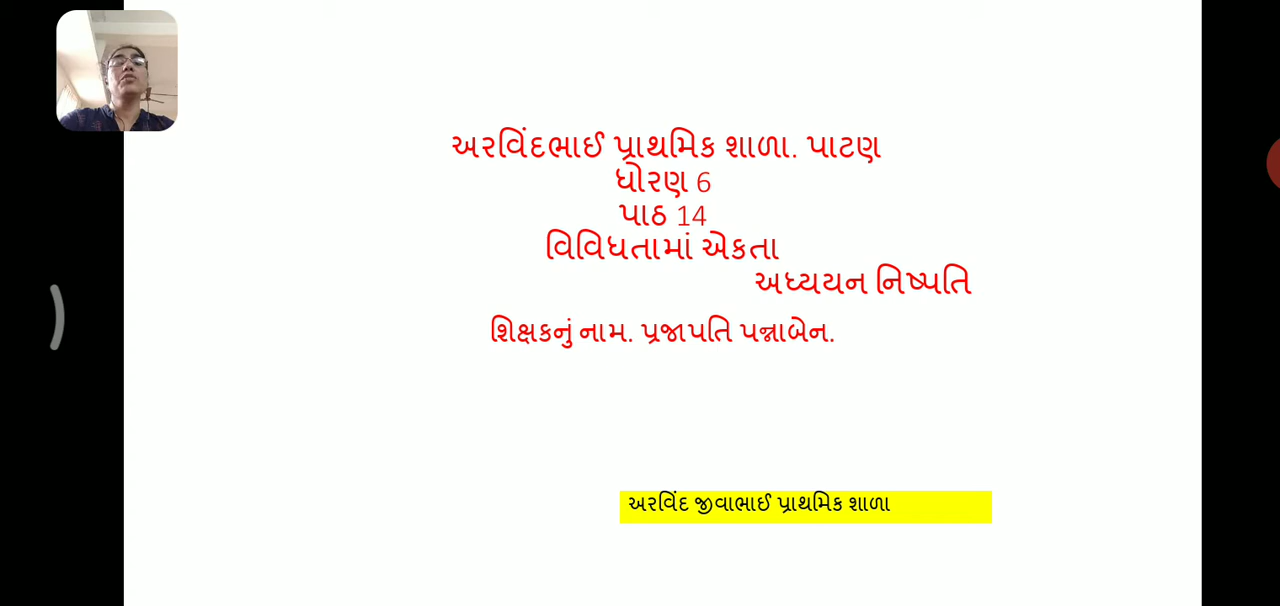 અરવિંદભાઈ પ્રાથમિક શાળા. પાટણ
ધોરણ 6
પાઠ 14
વિવિધતામાં એકતા
અધ્યયન નિષ્પતિ
શિક્ષકનું નામ. પ્રજાપતિ પન્નાબેન.
અરવિંદ જીવાભાઈ પ્રાથમિક શાળા